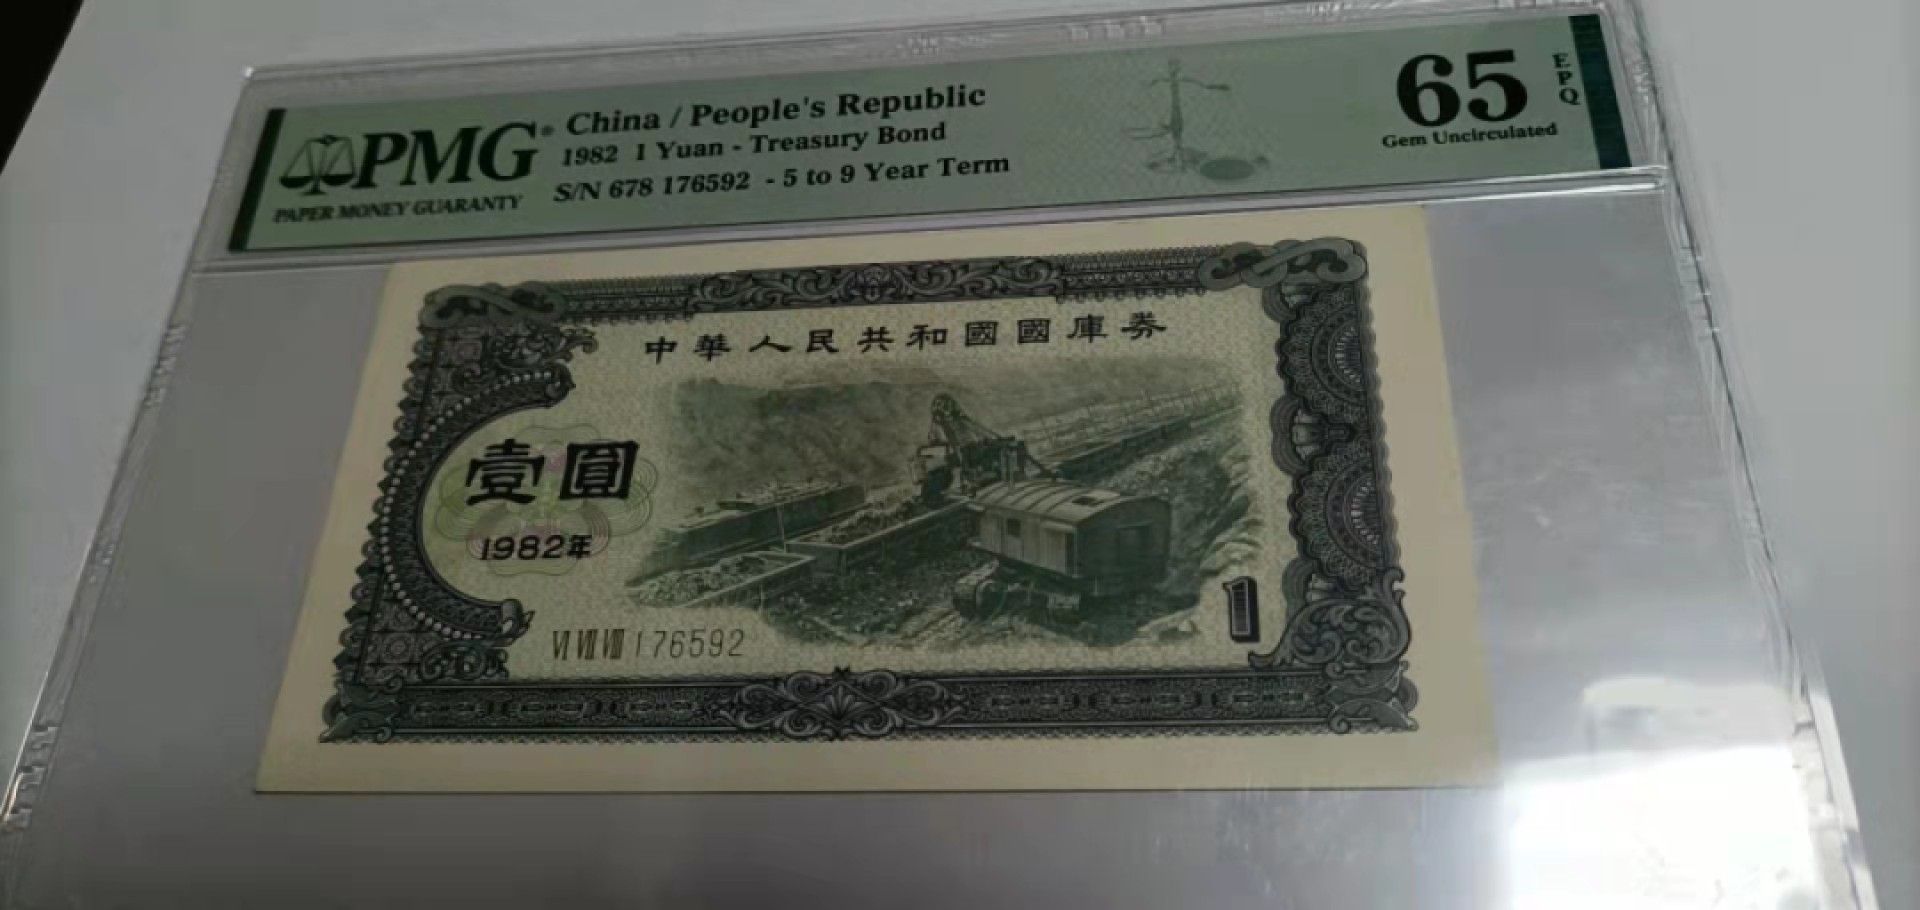 PMG
PAPER MONEY GUARANTY
China / People's Republic
1982 1 Yuan - Treasury Bond
S/N 678 176592 - 5 to 9 Year Term
65
EPQ
Gem Uncirculated
中華人民共和國國庫券
壹圓
1982年
ⅥⅦⅧ176592
1